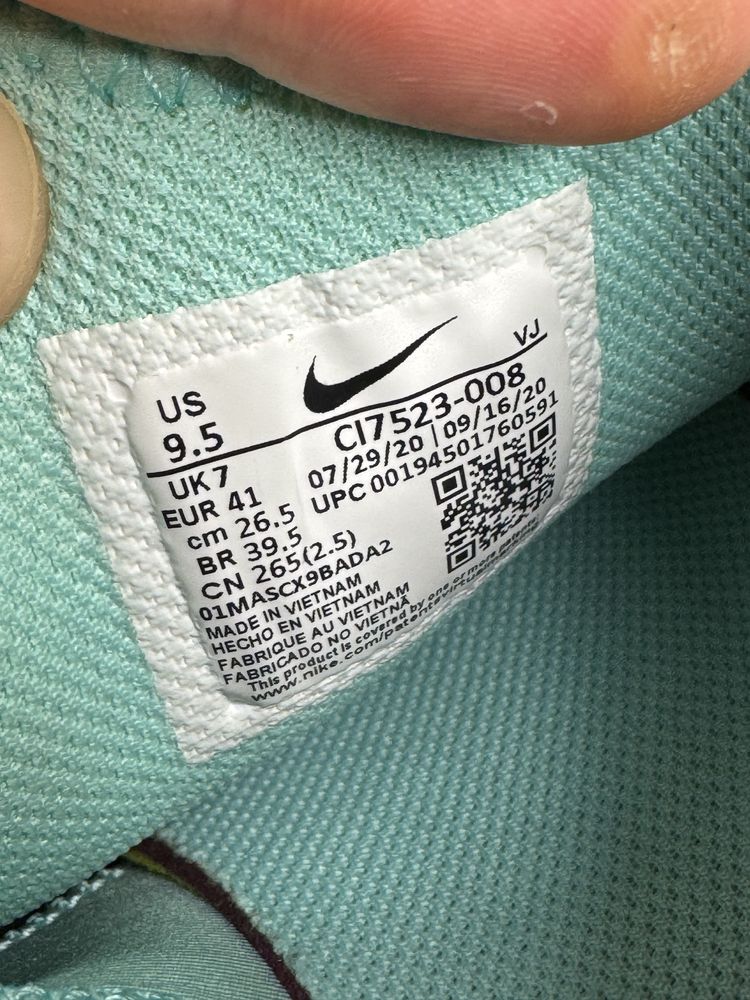 VJ
US
9.5
CI7523-008
UK 7
07/29/20 | 09/16/20
EUR 41
UPC 00194501760591
cm 26.5
BR 39.5
CN 265(2.5)
01MASCX9BADA2
MADE IN VIETNAM
HECHO EN VIETNAM
FABRIQUE AU VIETNAM
FABRICADO NO VIETNÃ
This product is covered by one or more patents
www.nike.com/patents